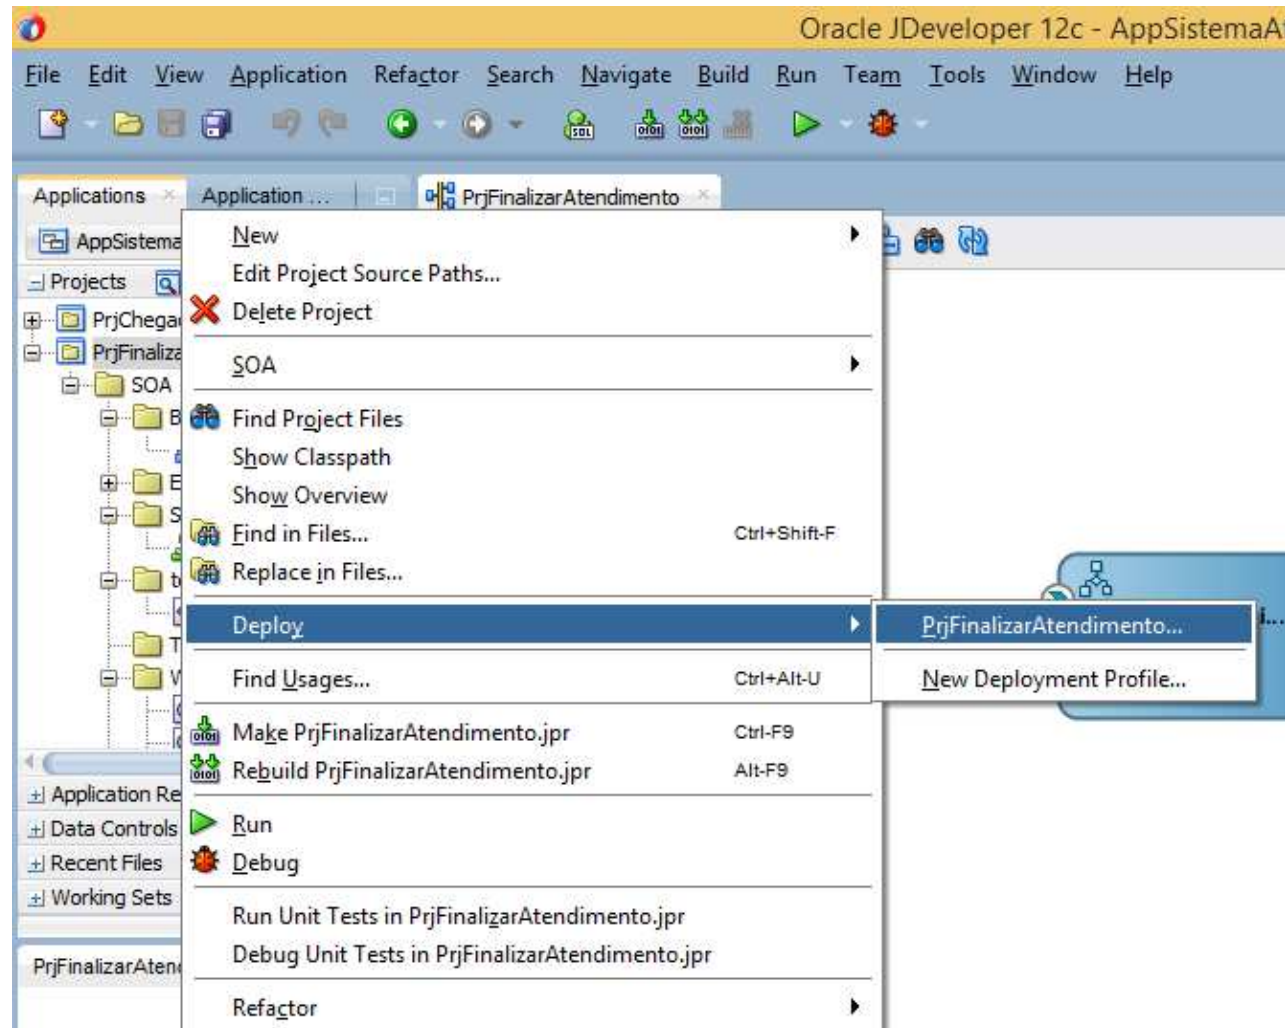 Oracle JDeveloper 12c - AppSistemaA
File Edit View Application Refactor Search Navigate Build Run Team Tools Window Help
Applications Application ... PrjFinalizarAtendimento
AppSistema
Projects
PrjChega
PrjFinaliza
SOA
B
E
S
T
New
Edit Project Source Paths...
Delete Project
SOA
Find Project Files
Show Classpath
Show Overview
Find in Files... Ctrl+Shift-F
Replace in Files...
Deploy
Find Usages... Ctrl+Alt-U
Make PrjFinalizarAtendimento.jpr Ctrl-F9
Rebuild PrjFinalizarAtendimento.jpr Alt-F9
Run
Debug
Run Unit Tests in PrjFinalizarAtendimento.jpr
Debug Unit Tests in PrjFinalizarAtendimento.jpr
Refactor
PrjFinalizarAtendimento...
New Deployment Profile...
i...
Application Re
Data Controls
Recent Files
Working Sets
PrjFinalizarAten